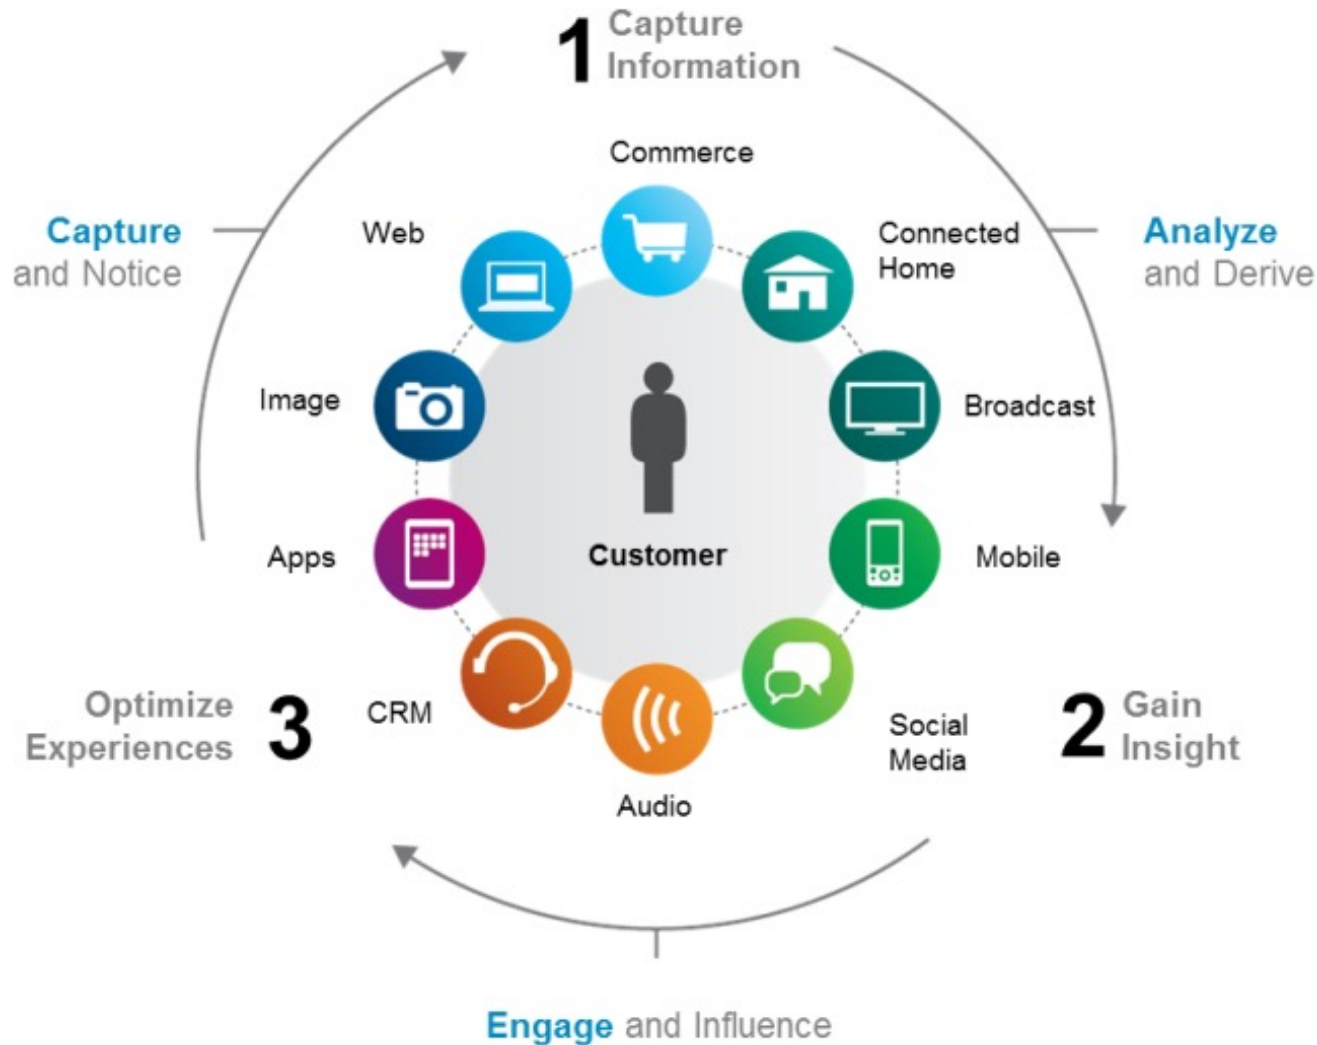 1 Capture
Information
Commerce
Web
Connected
Home
Capture
and Notice
Analyze
and Derive
Image
Broadcast
Customer
Apps
Mobile
Optimize
Experiences 3
CRM
Social
Media
2 Gain
Insight
Audio
Engage and Influence